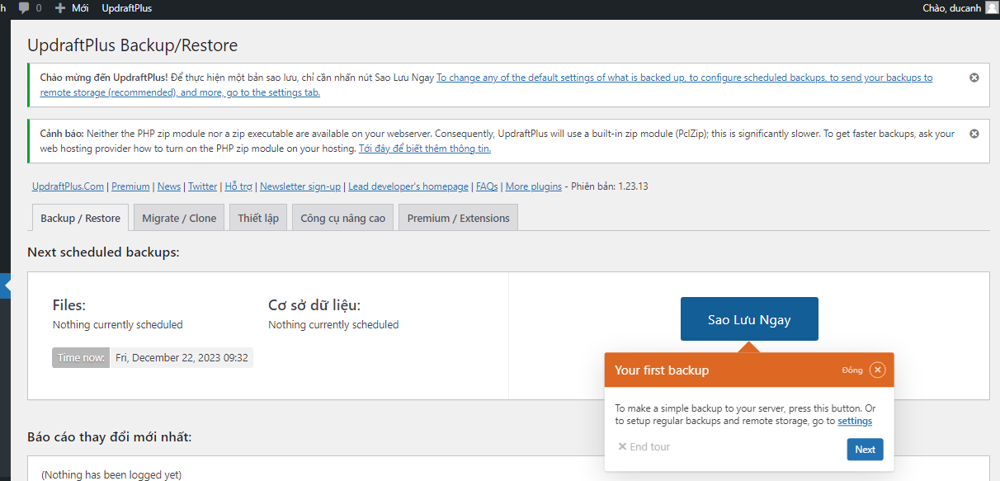 h 0 Mới UpdraftPlus Chào, ducanh
UpdraftPlus Backup/Restore
Chào mừng đến UpdraftPlus! Để thực hiện một bản sao lưu, chỉ cần nhấn nút Sao Lưu Ngay To change any of the default settings of what is backed up, to configure scheduled backups, to send your backups to
remote storage (recommended), and more, go to the settings tab.
Cảnh báo: Neither the PHP zip module nor a zip executable are available on your webserver. Consequently, UpdraftPlus will use a built-in zip module (PclZip); this is significantly slower. To get faster backups, ask your
web hosting provider how to turn on the PHP zip module on your hosting. Tới đây để biết thêm thông tin.
UpdraftPlus.Com | Premium | News | Twitter | Hỗ trợ | Newsletter sign-up | Lead developer's homepage | FAQs | More plugins - Phiên bản: 1.23.13
Backup / Restore Migrate / Clone Thiết lập Công cụ nâng cao Premium / Extensions
Next scheduled backups:
Files: Cơ sở dữ liệu:
Nothing currently scheduled Nothing currently scheduled
Sao Lưu Ngay
Time now: Fri, December 22, 2023 09:32
Your first backup Đóng
To make a simple backup to your server, press this button. Or
to setup regular backups and remote storage, go to settings
Báo cáo thay đổi mới nhất:
End tour Next
(Nothing has been logged yet)